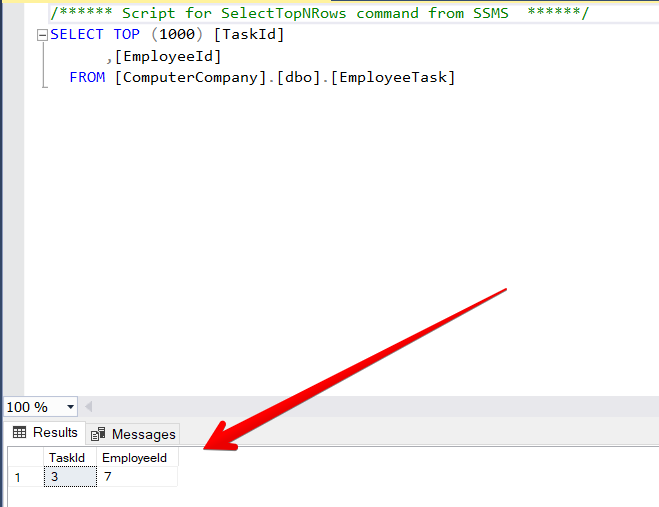 /****** Script for SelectTopNRows command from SSMS  ******/
SELECT TOP (1000) [TaskId]
      ,[EmployeeId]
  FROM [ComputerCompany].[dbo].[EmployeeTask]
100 %
Results Messages
TaskId EmployeeId
1 3 7